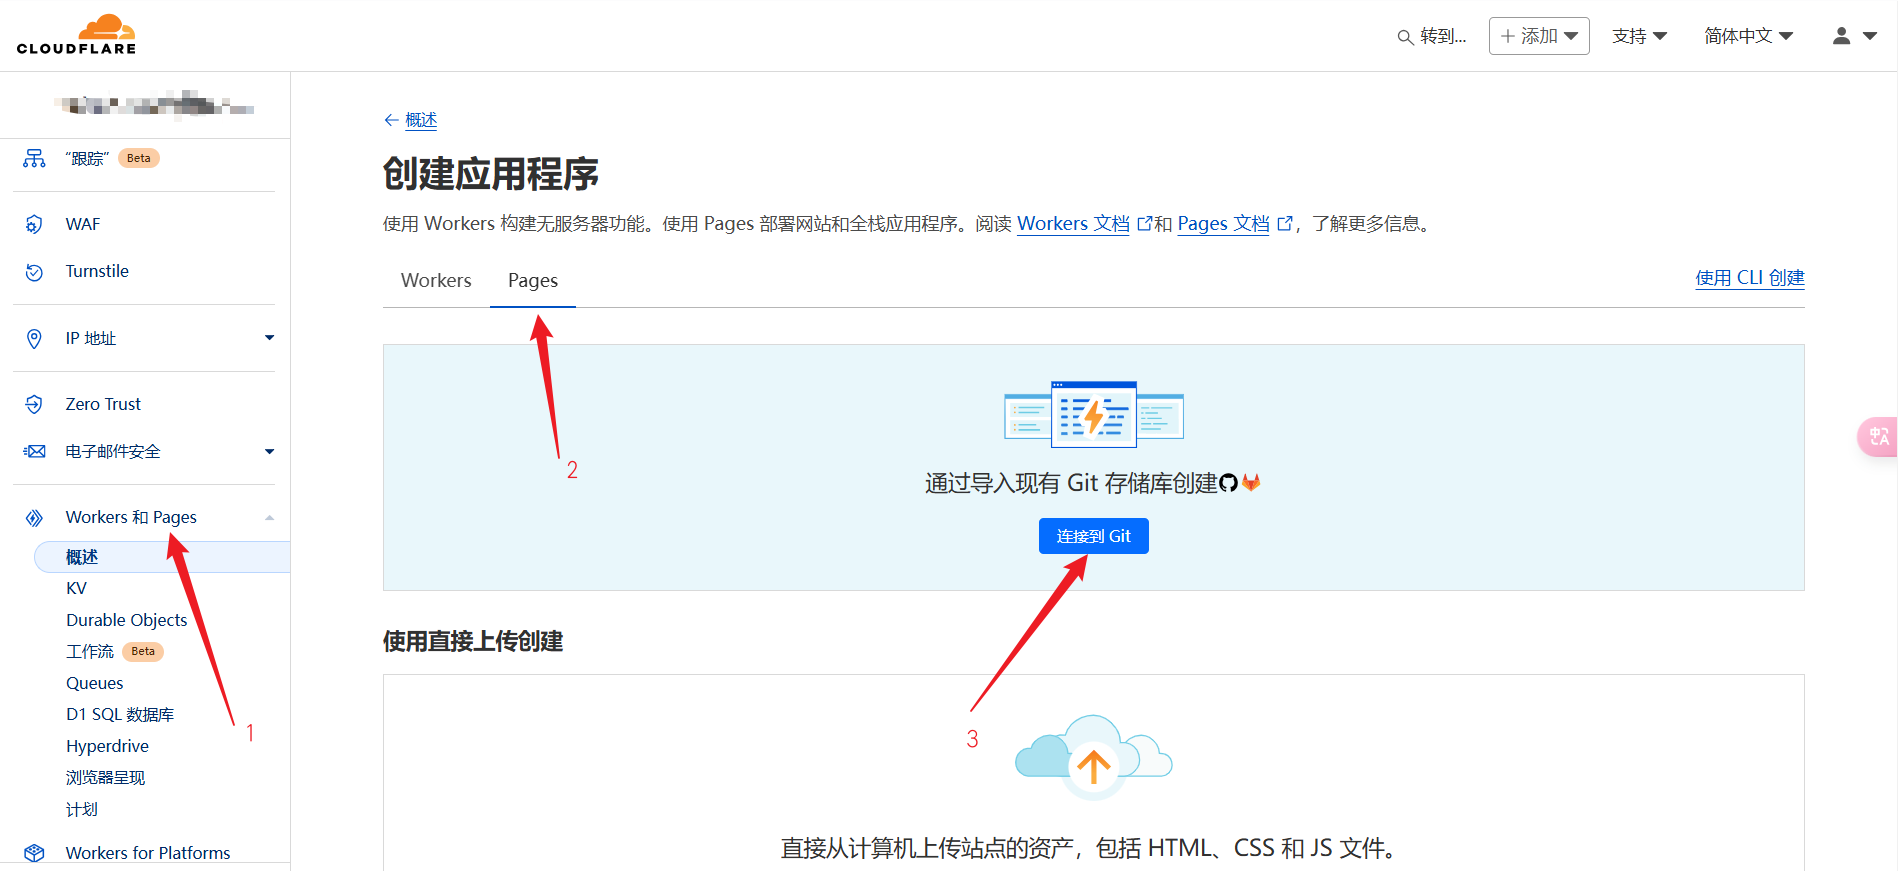 CLOUDFLARE
转到...
添加
支持
简体中文
“跟踪” Beta
WAF
Turnstile
IP 地址
Zero Trust
电子邮件安全
Workers 和 Pages
概述
KV
Durable Objects
工作流 Beta
Queues
D1 SQL 数据库
Hyperdrive
浏览器呈现
计划
Workers for Platforms
1
← 概述
创建应用程序
使用 Workers 构建无服务器功能。使用 Pages 部署网站和全栈应用程序。阅读 Workers 文档 和 Pages 文档 ，了解更多信息。
Workers Pages
使用 CLI 创建
2
通过导入现有 Git 存储库创建
连接到 Git
3
使用直接上传创建
直接从计算机上传站点的资产，包括 HTML、CSS 和 JS 文件。
中 A